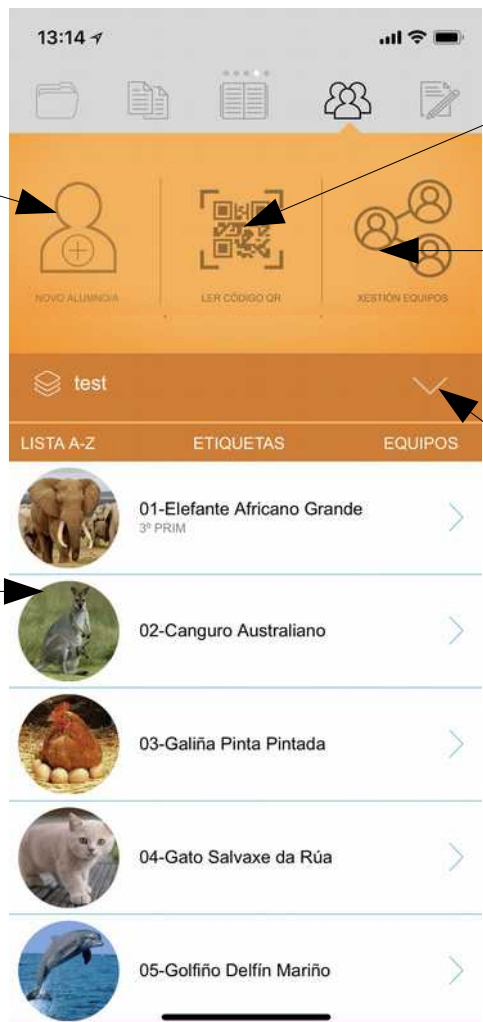 13:14
NOVO ALUMNO/A
LER CÓDIGO QR
XESTIÓN EQUIPOS
test
LISTA A-Z
ETIQUETAS
EQUIPOS
01-Elefante Africano Grande
3º PRIM
02-Canguro Australiano
03-Galiña Pinta Pintada
04-Gato Salvaxe da Rúa
05-Golfiño Delfín Mariño